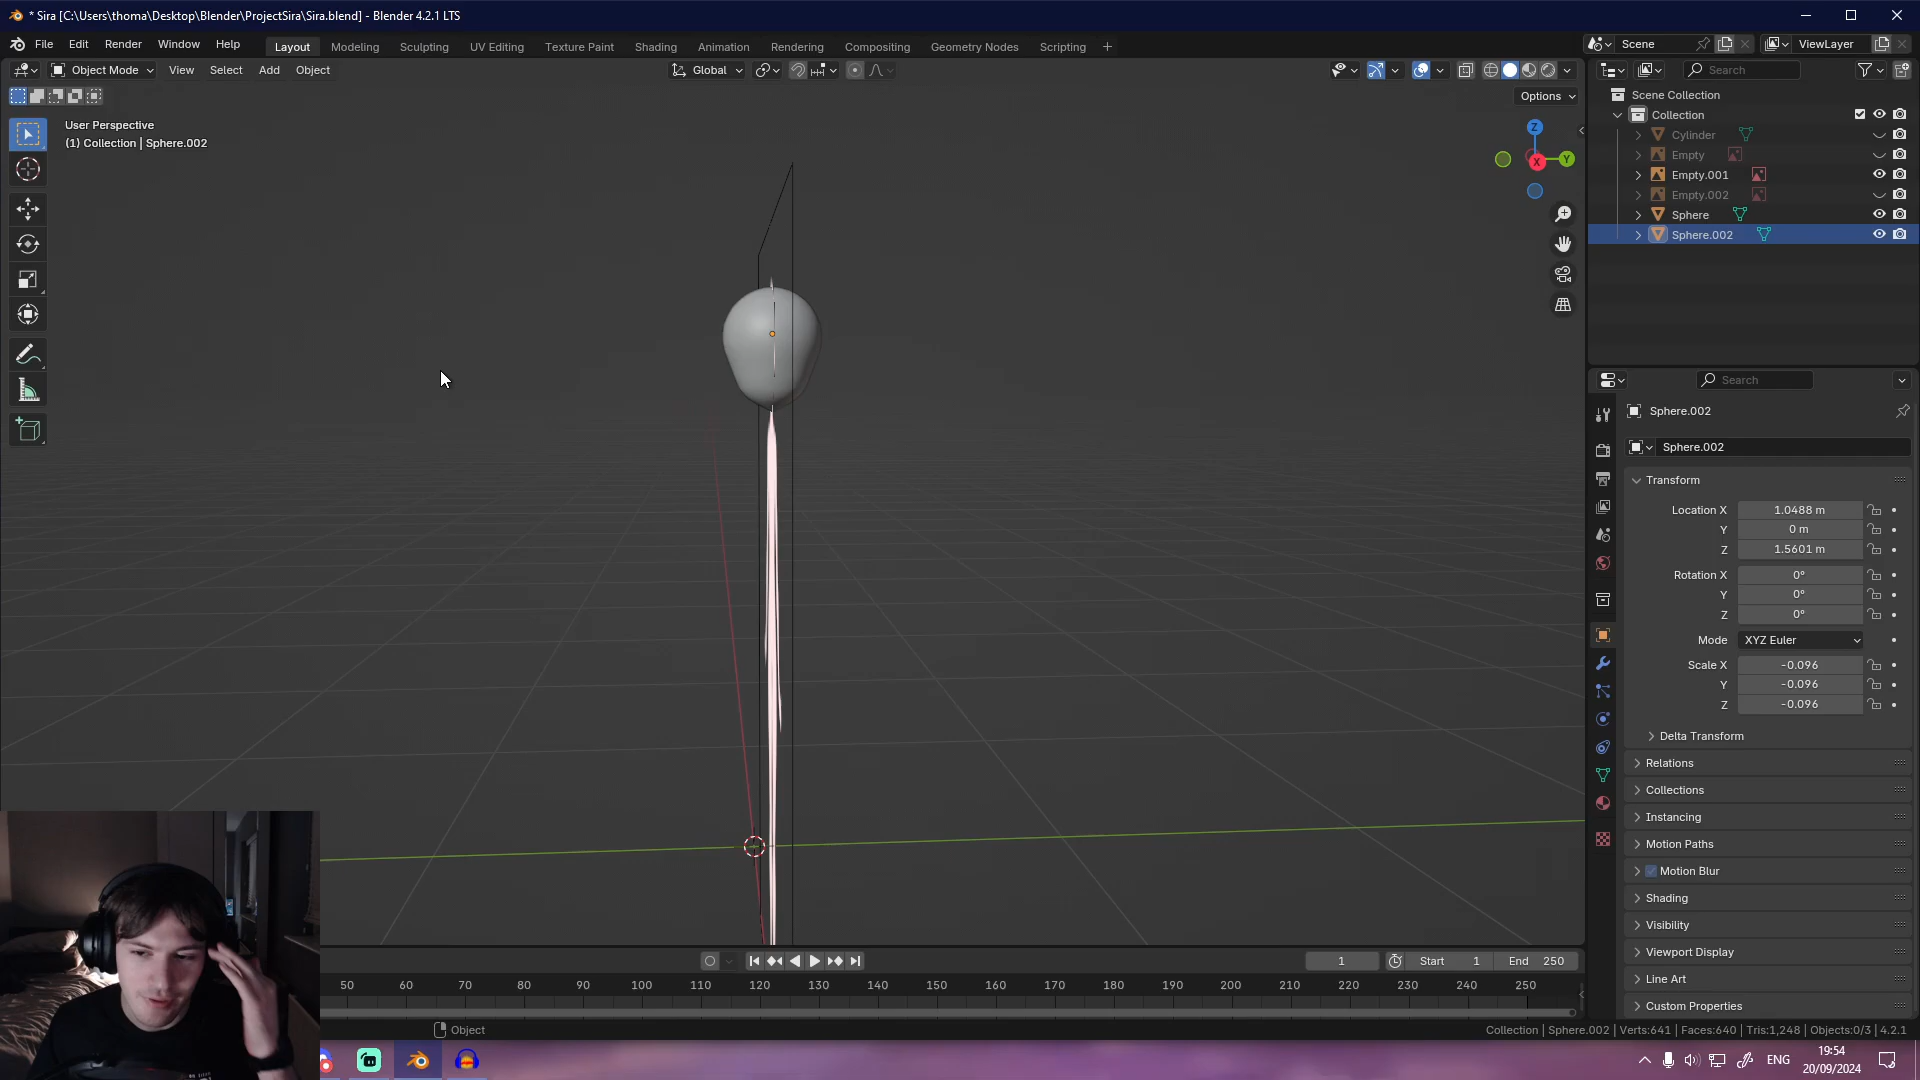 * Sira [C:\Users\thoma\Desktop\Blender\ProjectSira\Sira.blend] - Blender 4.2.1 LTS
File Edit Render Window Help
Layout Modeling Sculpting UV Editing Texture Paint Shading Animation Rendering Compositing Geometry Nodes Scripting +
Scene
ViewLayer
Object Mode View Select Add Object
Global
Options
Search
User Perspective
(1) Collection | Sphere.002
Z
Y
X
Scene Collection
Collection
Cylinder
Empty
Empty.001
Empty.002
Sphere
Sphere.002
Search
Sphere.002
Sphere.002
Transform
Location X 1.0488 m
Y 0 m
Z 1.5601 m
Rotation X 0°
Y 0°
Z 0°
Mode XYZ Euler
Scale X -0.096
Y -0.096
Z -0.096
Delta Transform
Relations
Collections
Instancing
Motion Paths
Motion Blur
Shading
Visibility
Viewport Display
Line Art
Custom Properties
1 Start 1 End 250
50 60 70 80 90 100 110 120 130 140 150 160 170 180 190 200 210 220 230 240 250
Object
Collection | Sphere.002 | Verts:641 | Faces:640 | Tris:1,248 | Objects:0/3 | 4.2.1
ENG
19:54
20/09/2024